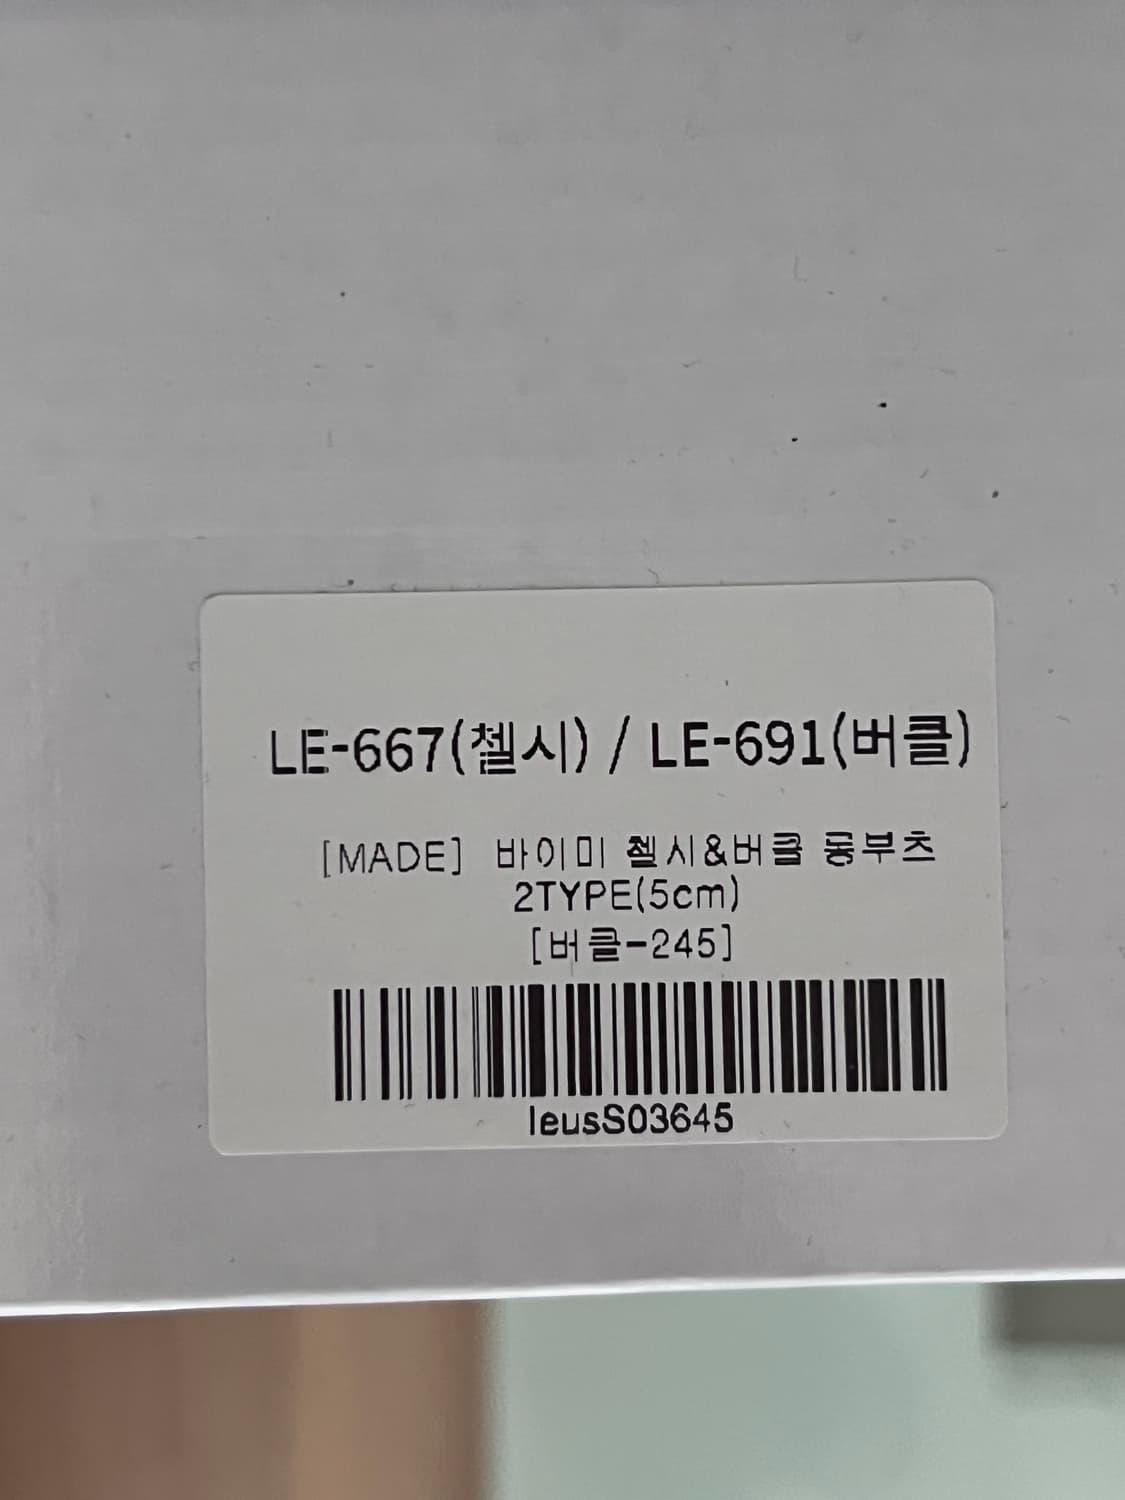 LE-667(첼시) / LE-691(버클)
[MADE] 바이미 첼시&버클 롱부츠
2TYPE(5cm)
[버클-245]
leusS03645